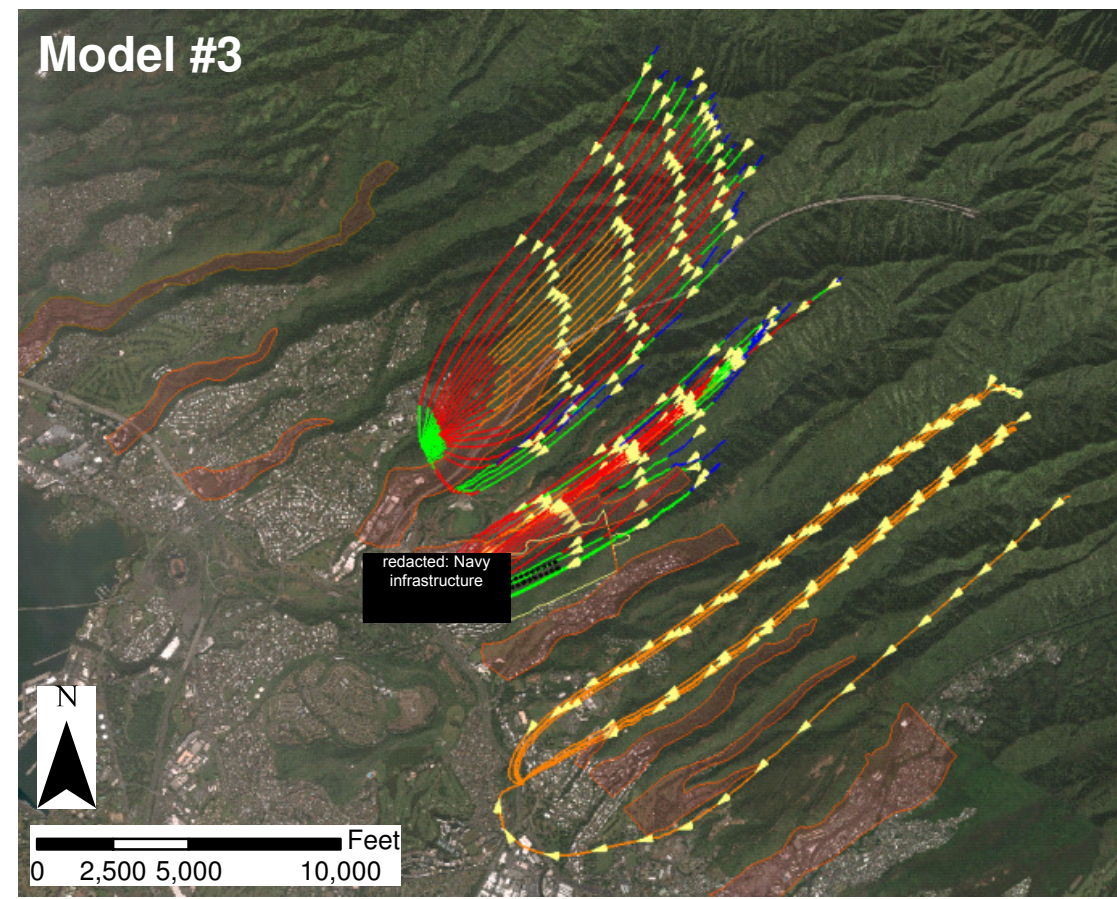 Model #3
redacted: Navy
infrastructure
N
Feet
0 2,500 5,000 10,000